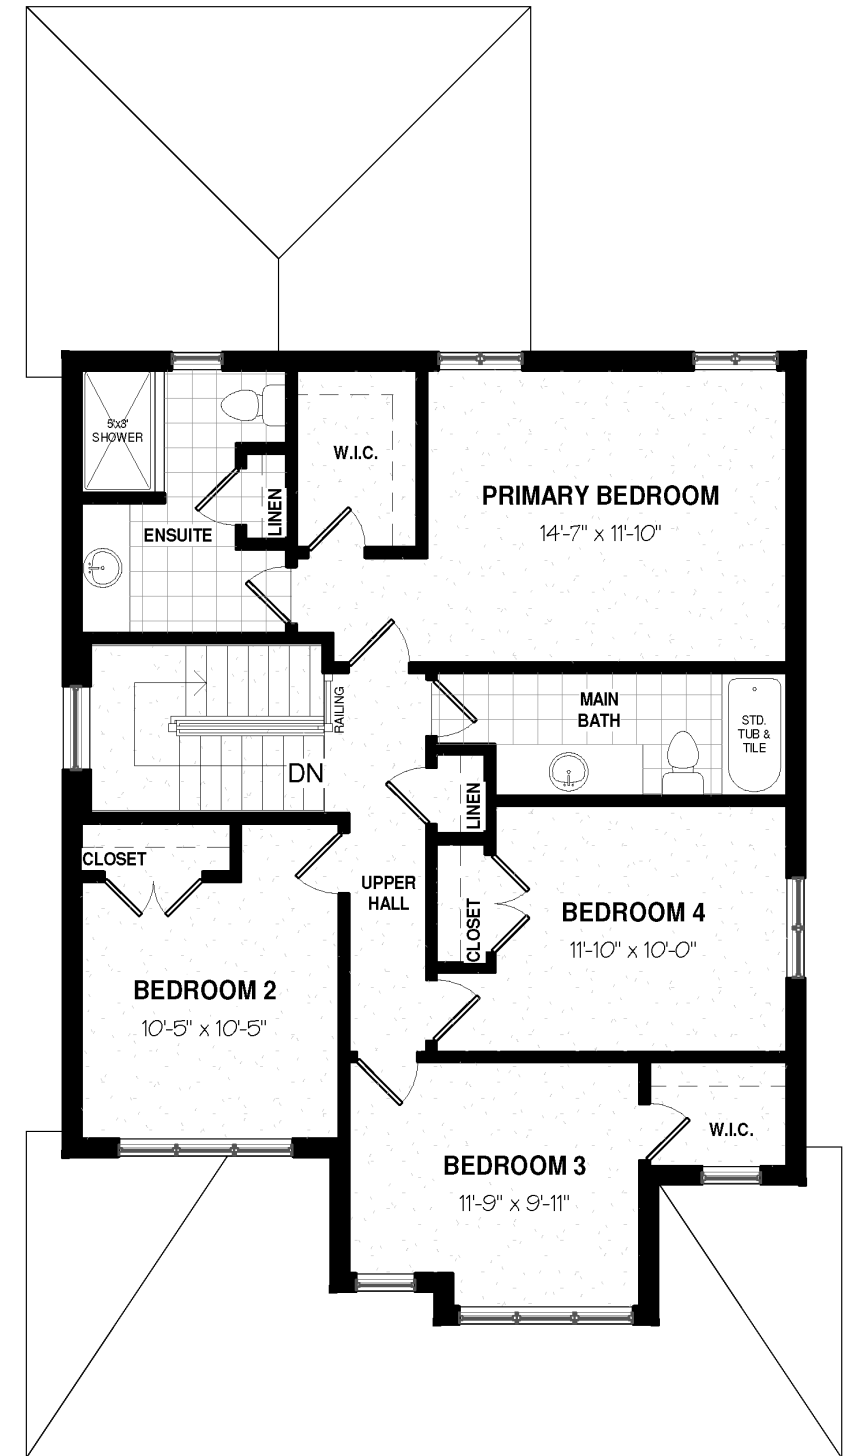 5'x3'
SHOWER
W.I.C.
LINEN
ENSUITE
PRIMARY BEDROOM
14'-7" x 11'-10"
RAILING
MAIN
BATH
STD.
TUB &
TILE
DN
LINEN
CLOSET
UPPER
HALL
CLOSET
BEDROOM 4
11'-10" x 10'-0"
BEDROOM 2
10'-5" x 10'-5"
W.I.C.
BEDROOM 3
11'-9" x 9'-11"